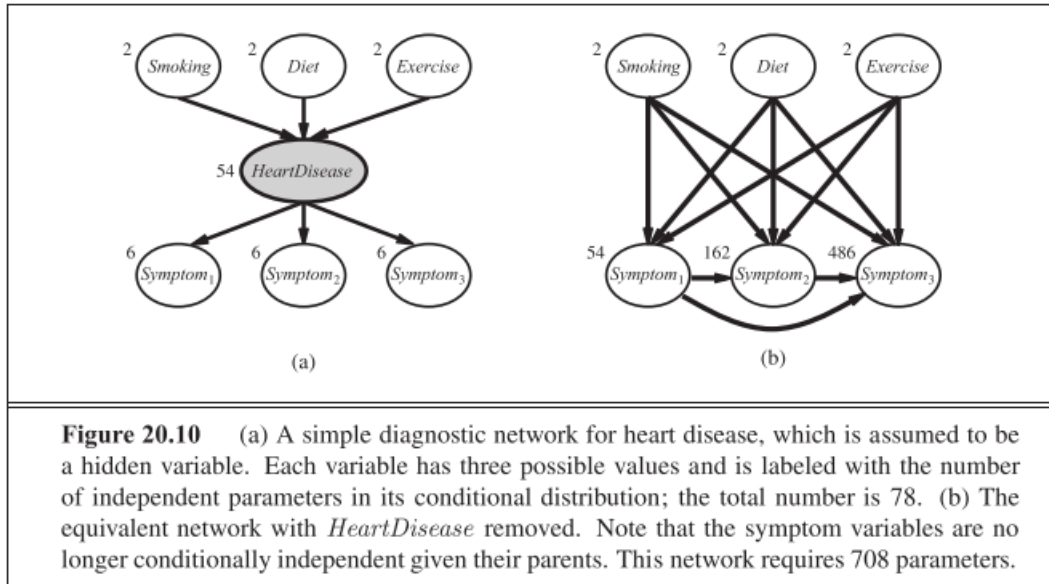 2 Smoking 2 Diet 2 Exercise
54 HeartDisease
6 Symptom1 6 Symptom2 6 Symptom3
(a)
2 Smoking 2 Diet 2 Exercise
54 Symptom1 162 Symptom2 486 Symptom3
(b)
Figure 20.10 (a) A simple diagnostic network for heart disease, which is assumed to be
a hidden variable. Each variable has three possible values and is labeled with the number
of independent parameters in its conditional distribution; the total number is 78. (b) The
equivalent network with HeartDisease removed. Note that the symptom variables are no
longer conditionally independent given their parents. This network requires 708 parameters.